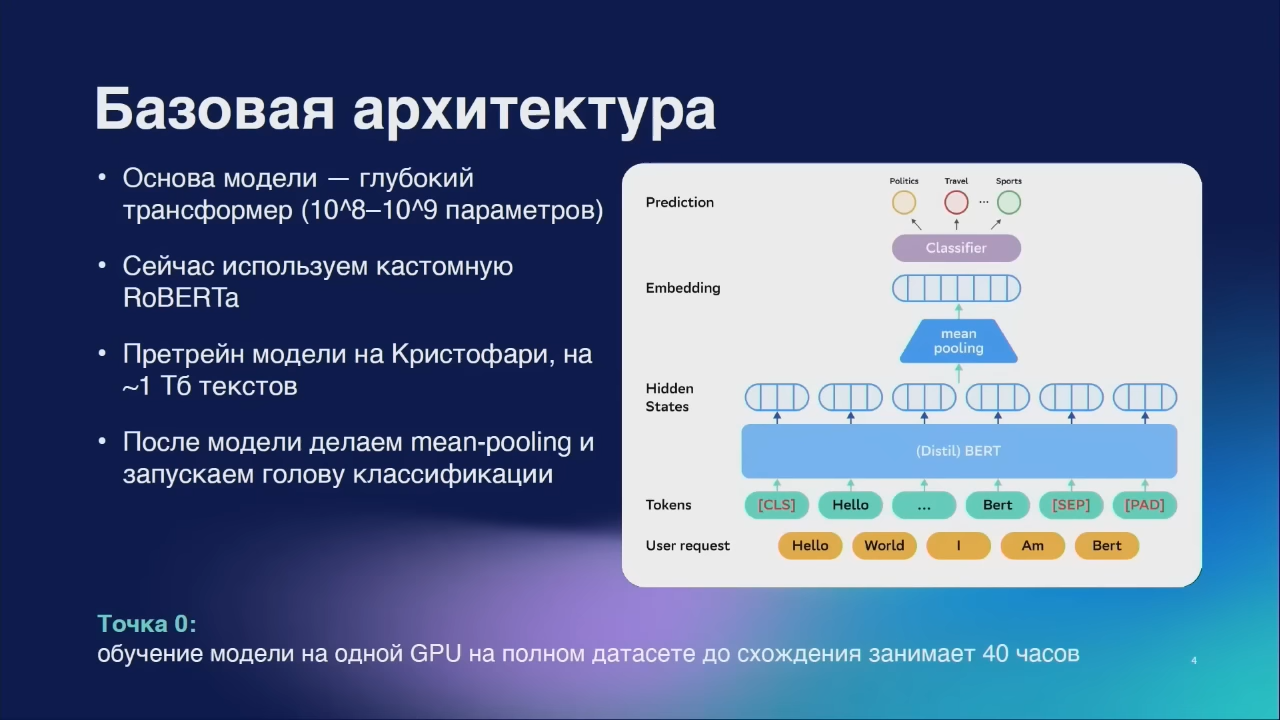 Базовая архитектура
• Основа модели — глубокий
трансформер (10^8–10^9 параметров)
• Сейчас используем кастомную
RoBERTa
• Претрейн модели на Кристофари, на
~1 Тб текстов
• После модели делаем mean-pooling и
запускаем голову классификации
Politics Travel Sports
Prediction ...
Classifier
Embedding
mean
pooling
Hidden
States
(Distil) BERT
Tokens [CLS] Hello ... Bert [SEP] [PAD]
User request Hello World I Am Bert
Точка 0:
обучение модели на одной GPU на полном датасете до схождения занимает 40 часов
4